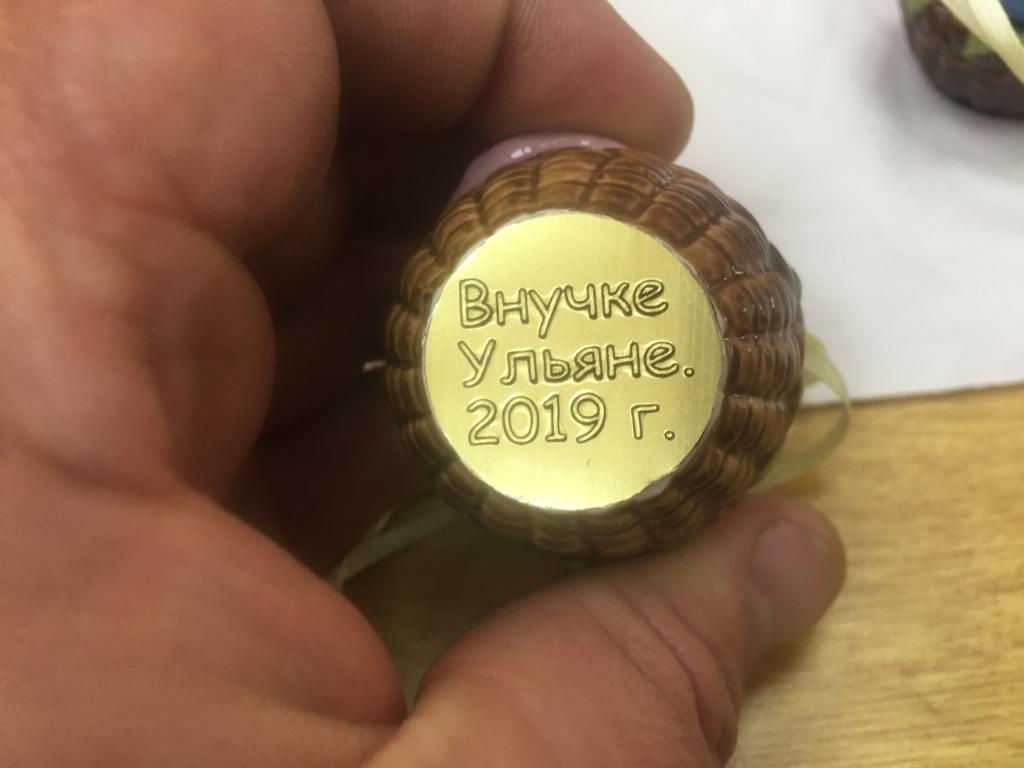 Внучке
Ульяне.
2019 г.